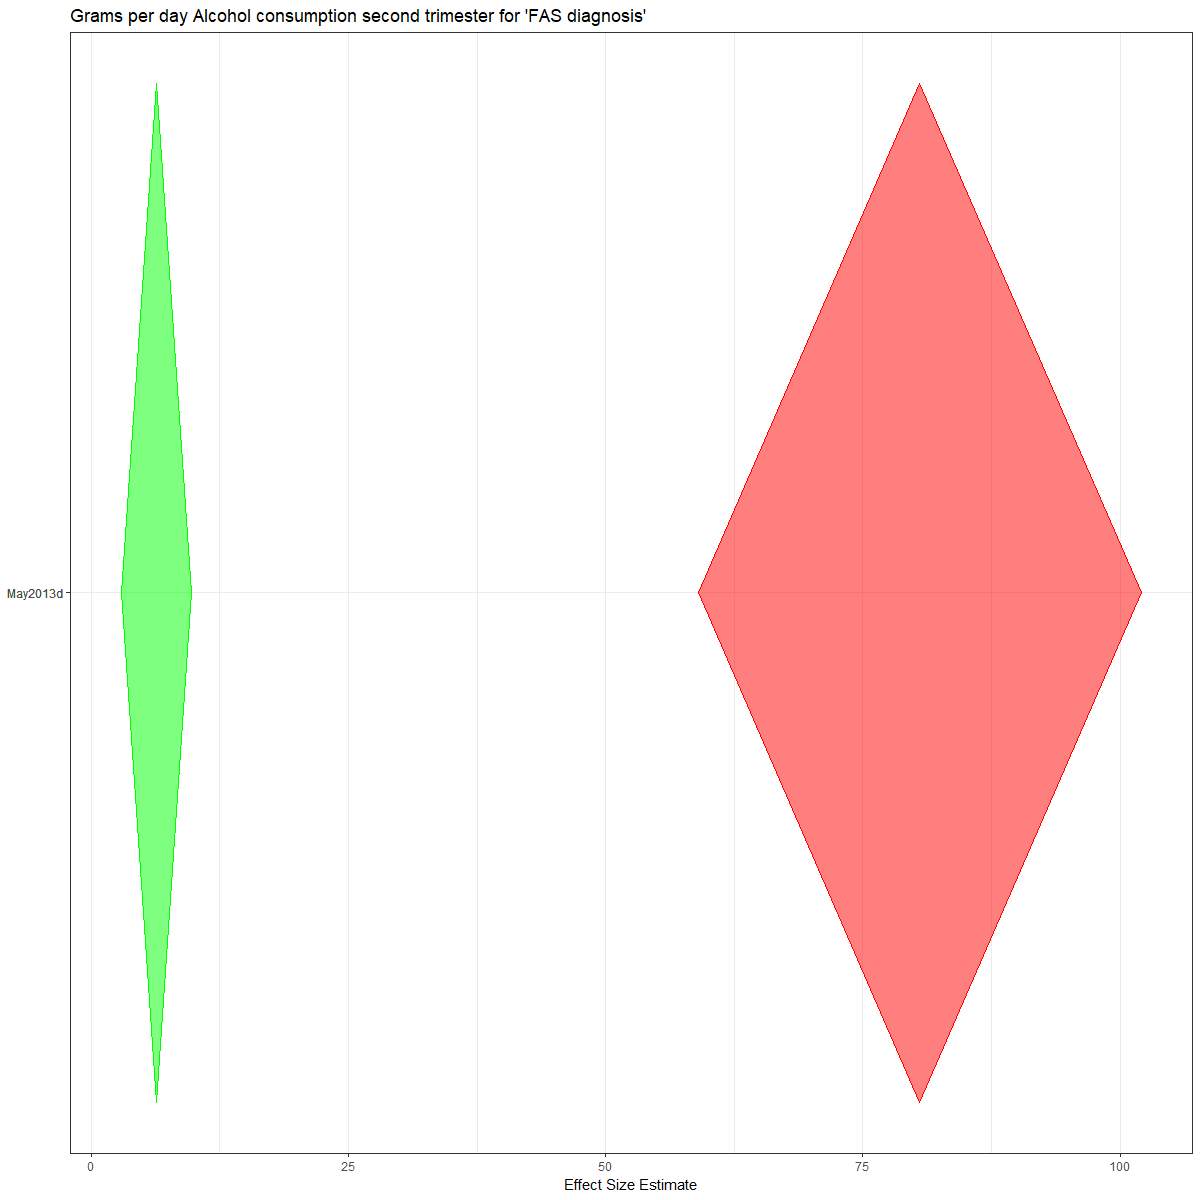 Grams per day Alcohol consumption second trimester for 'FAS diagnosis'
May2013d
0 25 50 75 100
Effect Size Estimate